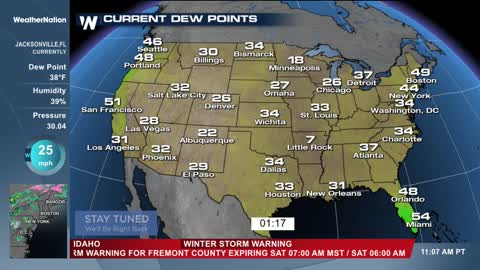 WeatherNation
CURRENT DEW POINTS
JACKSONVILLE,FL
CURRENTLY
Dew Point
38°F
Humidity
39%
Pressure
30.04
25
mph
BANGOR
BOSTON
NEW YORK
46
Seattle
48
Portland
30
Billings
34
Bismarck
18
Minneapolis
49
Boston
44
New York
37
Detroit
26
Chicago
32
Salt Lake City
27
Omaha
34
Washington, DC
51
San Francisco
26
Denver
33
St. Louis
28
Las Vegas
34
Wichita
34
Charlotte
31
Los Angeles
22
Albuquerque
7
Little Rock
32
Phoenix
37
Atlanta
34
Dallas
29
El Paso
33
Houston
31
New Orleans
48
Orlando
54
Miami
STAY TUNED
We'll Be Right Back
01:17
IDAHO
WINTER STORM WARNING
RM WARNING FOR FREMONT COUNTY EXPIRING SAT 07:00 AM MST / SAT 06:00 AM
11:07 AM PT